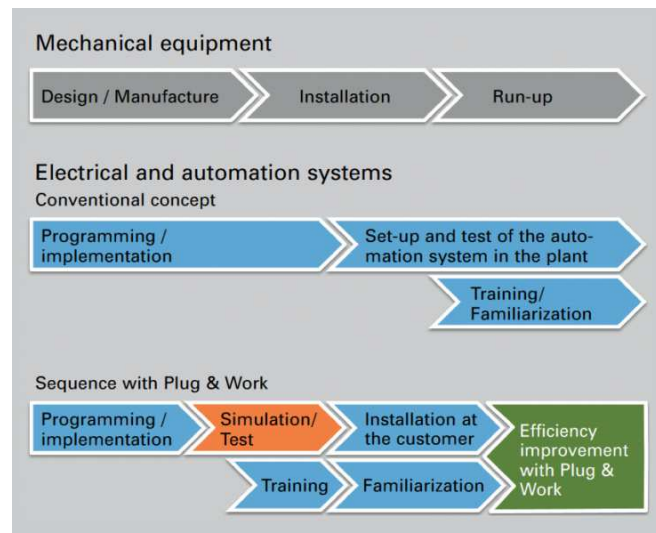 Mechanical equipment
Design / Manufacture
Installation
Run-up
Electrical and automation systems
Conventional concept
Programming /
implementation
Set-up and test of the auto-
mation system in the plant
Training/
Familiarization
Sequence with Plug & Work
Programming /
implementation
Simulation/
Test
Installation at
the customer
Training
Familiarization
Efficiency
improvement
with Plug &
Work